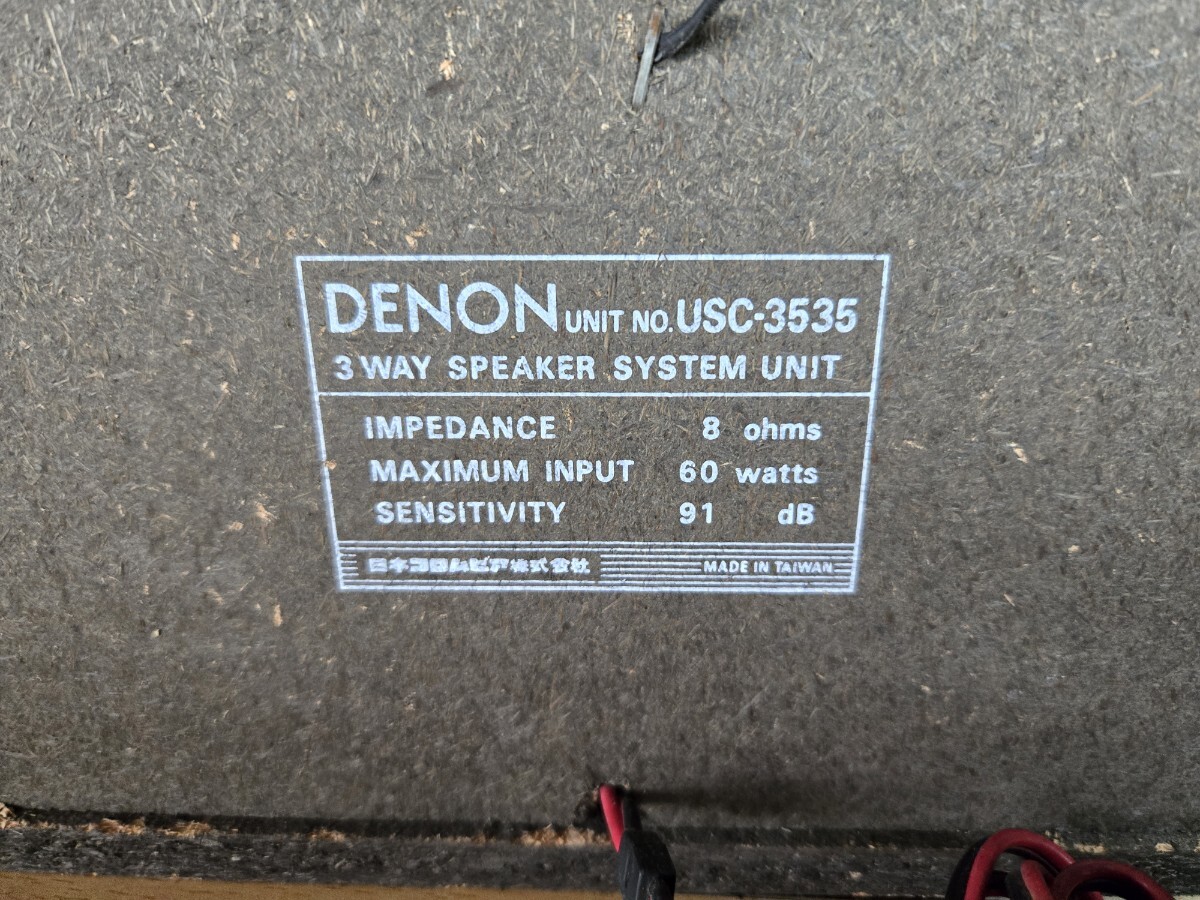 DENON UNIT NO. USC-3535
3 WAY SPEAKER SYSTEM UNIT
IMPEDANCE 8 ohms
MAXIMUM INPUT 60 watts
SENSITIVITY 91 dB
日本コロムビア株式会社 MADE IN TAIWAN